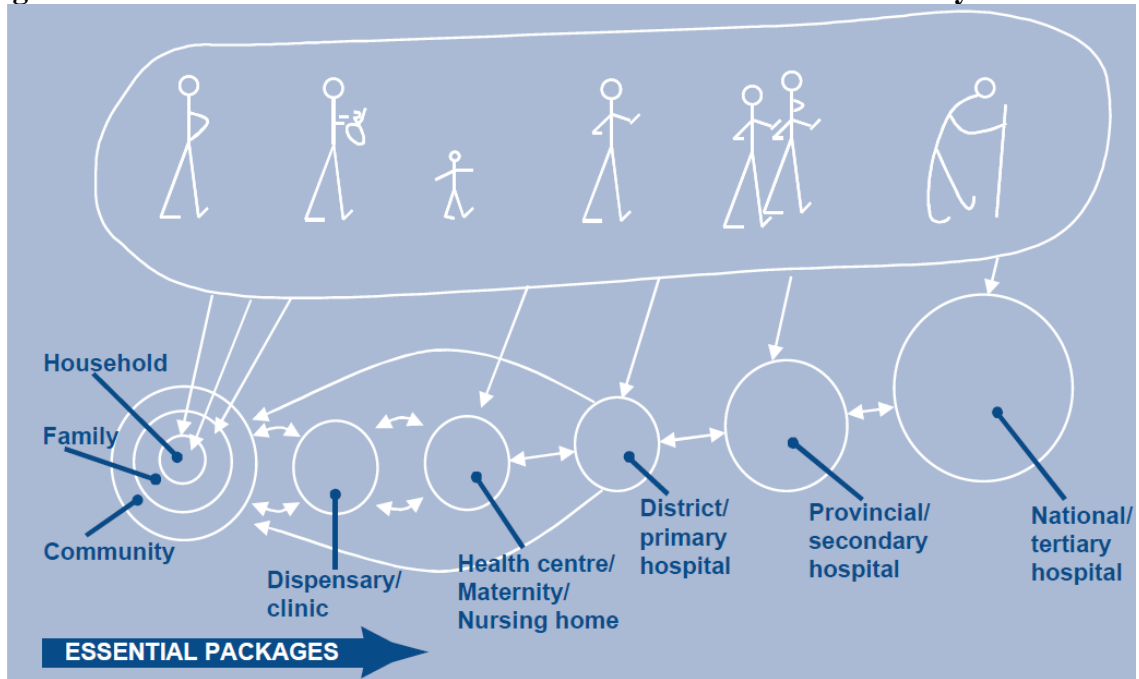 Household
Family
Community
Dispensary/
clinic
Health centre/
Maternity/
Nursing home
District/
primary
hospital
Provincial/
secondary
hospital
National/
tertiary
hospital
ESSENTIAL PACKAGES